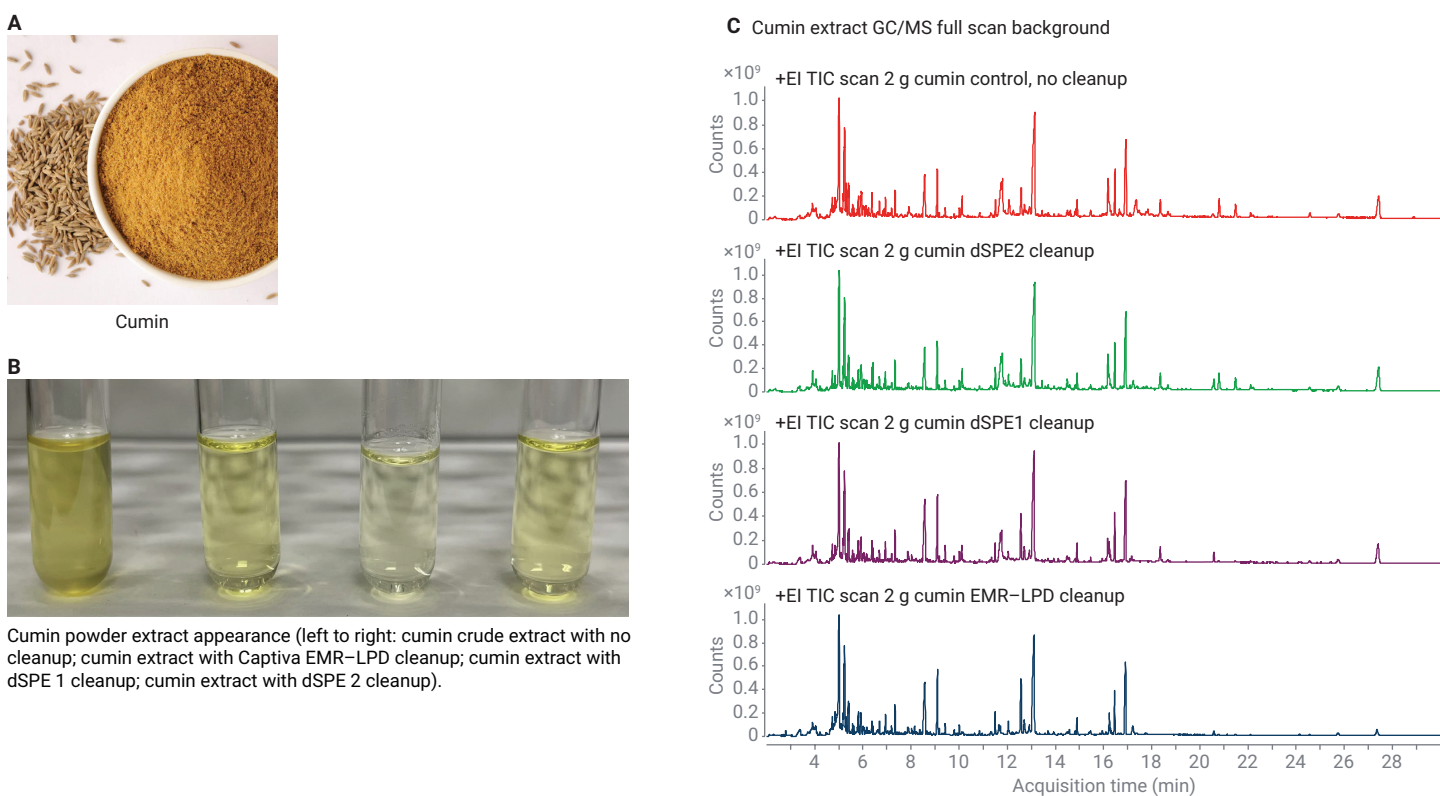 A
Cumin
B
Cumin powder extract appearance (left to right: cumin crude extract with no
cleanup; cumin extract with Captiva EMR–LPD cleanup; cumin extract with
dSPE 1 cleanup; cumin extract with dSPE 2 cleanup).
C Cumin extract GC/MS full scan background
×10⁹
+EI TIC scan 2 g cumin control, no cleanup
Counts
1.0
0.8
0.6
0.4
0.2
0
×10⁹
+EI TIC scan 2 g cumin dSPE2 cleanup
Counts
1.0
0.8
0.6
0.4
0.2
0
×10⁹
+EI TIC scan 2 g cumin dSPE1 cleanup
Counts
1.0
0.8
0.6
0.4
0.2
0
×10⁹
+EI TIC scan 2 g cumin EMR–LPD cleanup
Counts
1.0
0.8
0.6
0.4
0.2
0
4 6 8 10 12 14 16 18 20 22 24 26 28
Acquisition time (min)